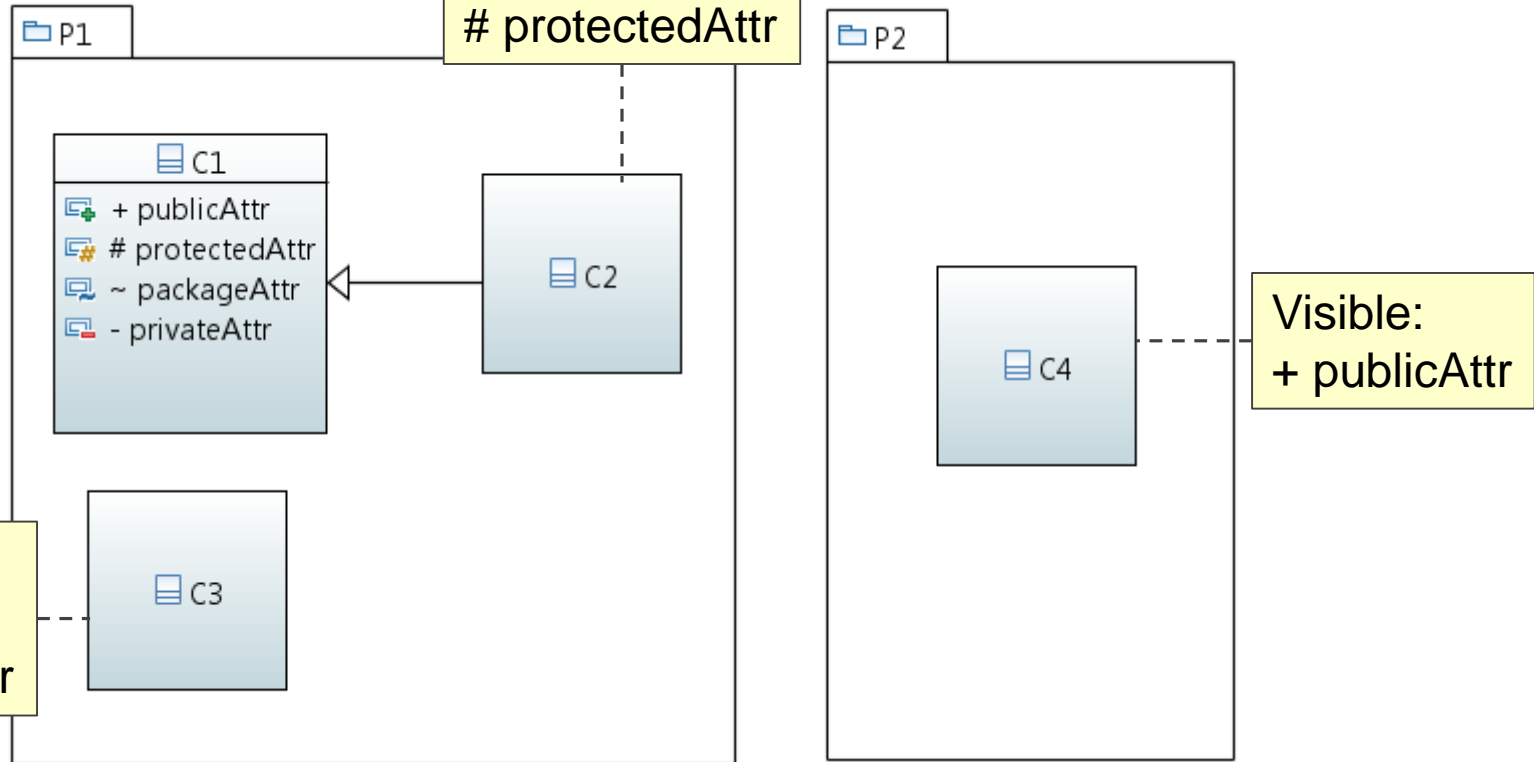 P1
# protectedAttr
P2
C1
+ publicAttr
# protectedAttr
~ packageAttr
- privateAttr
C2
C4
Visible:
+ publicAttr
C3
r